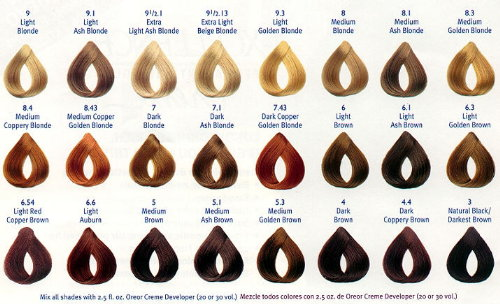 9 9.1 9½.1 9½.13 9.3 8 8.1 8.3
Light Light Extra Extra Light Light Medium Medium Medium
Blonde Ash Blonde Light Ash Blonde Beige Blonde Golden Blonde Blonde Ash Blonde Golden Blonde
8.4 8.43 7 7.1 7.43 6 6.1 6.3
Medium Medium Copper Dark Dark Dark Copper Light Light Light
Coppery Blonde Golden Blonde Blonde Ash Blonde Golden Blonde Brown Ash Brown Golden Brown
6.54 6.6 5 5.1 5.3 4 4.4 3
Light Red Light Medium Medium Medium Dark Dark Natural Black/
Copper Brown Auburn Brown Ash Brown Golden Brown Brown Coppery Brown Darkest Brown
Mix all shades with 2.5 fl. oz. Oreor Creme Developer (20 or 30 vol.) Mezcle todos colores con 2.5 oz. de Oreor Creme Developer (20 or 30 vol.)